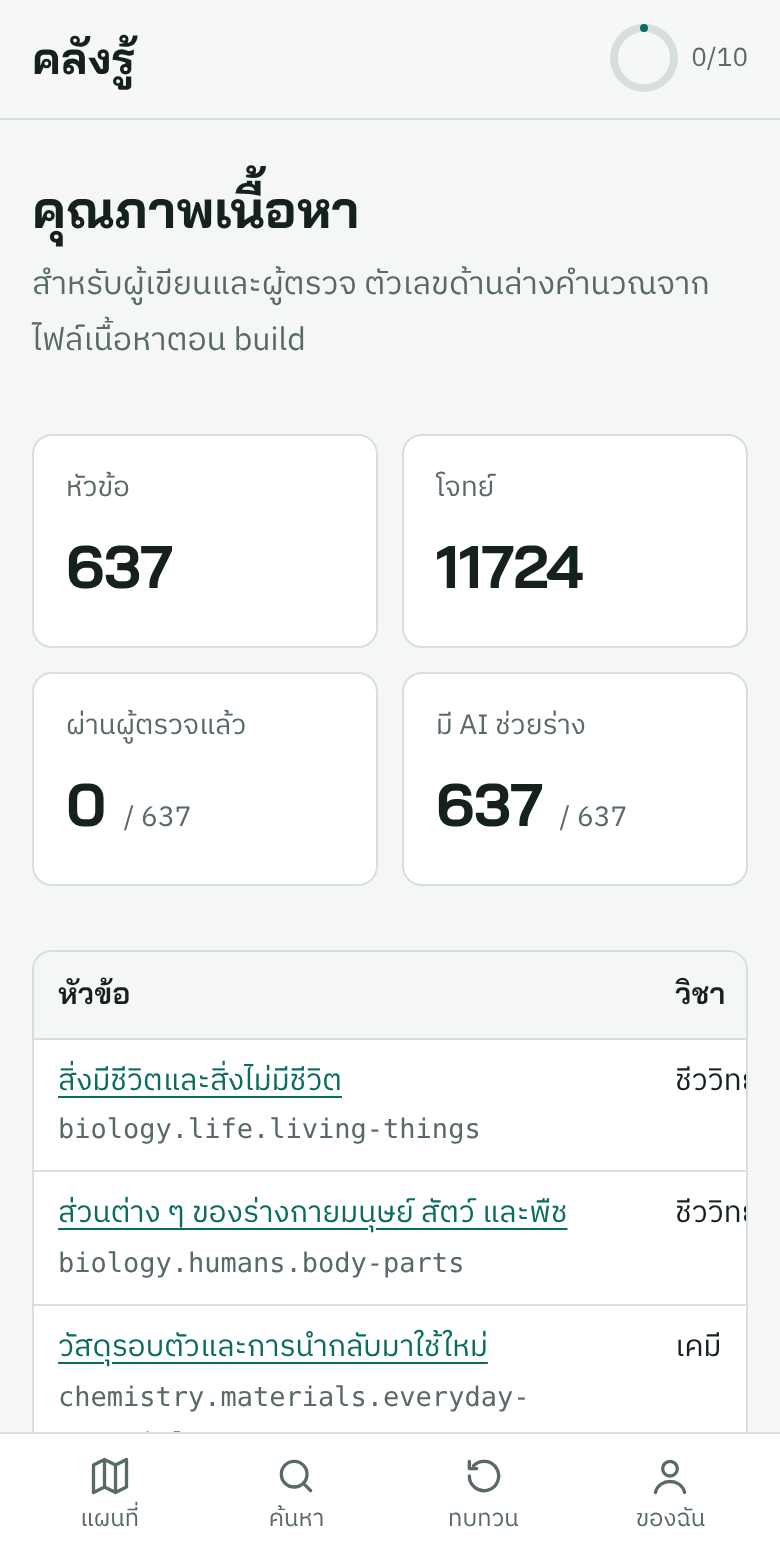 คลังรู้
0/10
คุณภาพเนื้อหา
สำหรับผู้เขียนและผู้ตรวจ ตัวเลขด้านล่างคำนวณจาก
ไฟล์เนื้อหาตอน build
หัวข้อ
637
โจทย์
11724
ผ่านผู้ตรวจแล้ว
0 / 637
มี AI ช่วยร่าง
637 / 637
หัวข้อ วิชา
สิ่งมีชีวิตและสิ่งไม่มีชีวิต
biology.life.living-things
ส่วนต่าง ๆ ของร่างกายมนุษย์ สัตว์ และพืช
biology.humans.body-parts
วัสดุรอบตัวและการนำกลับมาใช้ใหม่ เคมี
chemistry.materials.everyday-
แผนที่ ค้นหา ทบทวน ของฉัน